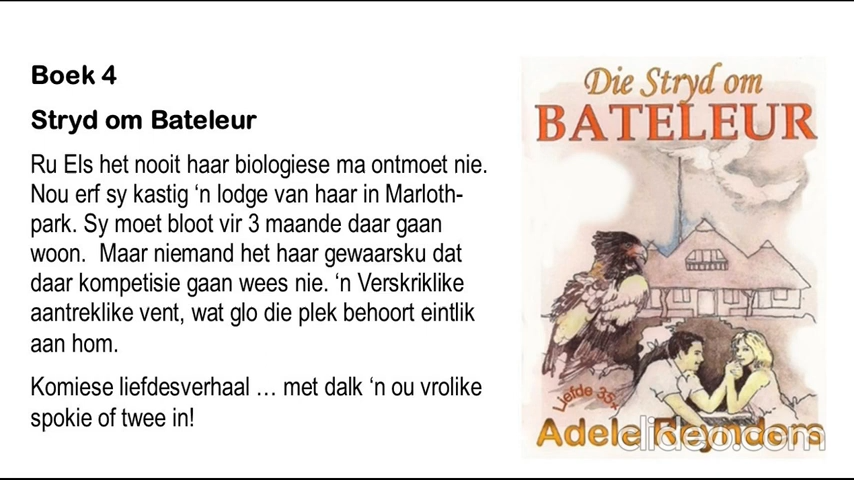 Boek 4
Stryd om Bateleur
Ru Els het nooit haar biologiese ma ontmoet nie.
Nou erf sy kastig ‘n lodge van haar in Marloth-
park. Sy moet bloot vir 3 maande daar gaan
woon.  Maar niemand het haar gewaarsku dat
daar kompetisie gaan wees nie. ‘n Verskriklike
aantreklike vent, wat glo die plek behoort eintlik
aan hom.
Komiese liefdesverhaal … met dalk ‘n ou vrolike
spokie of twee in!
Die Stryd om
BATELEUR
Liefde 35+
Adele
clideo.com